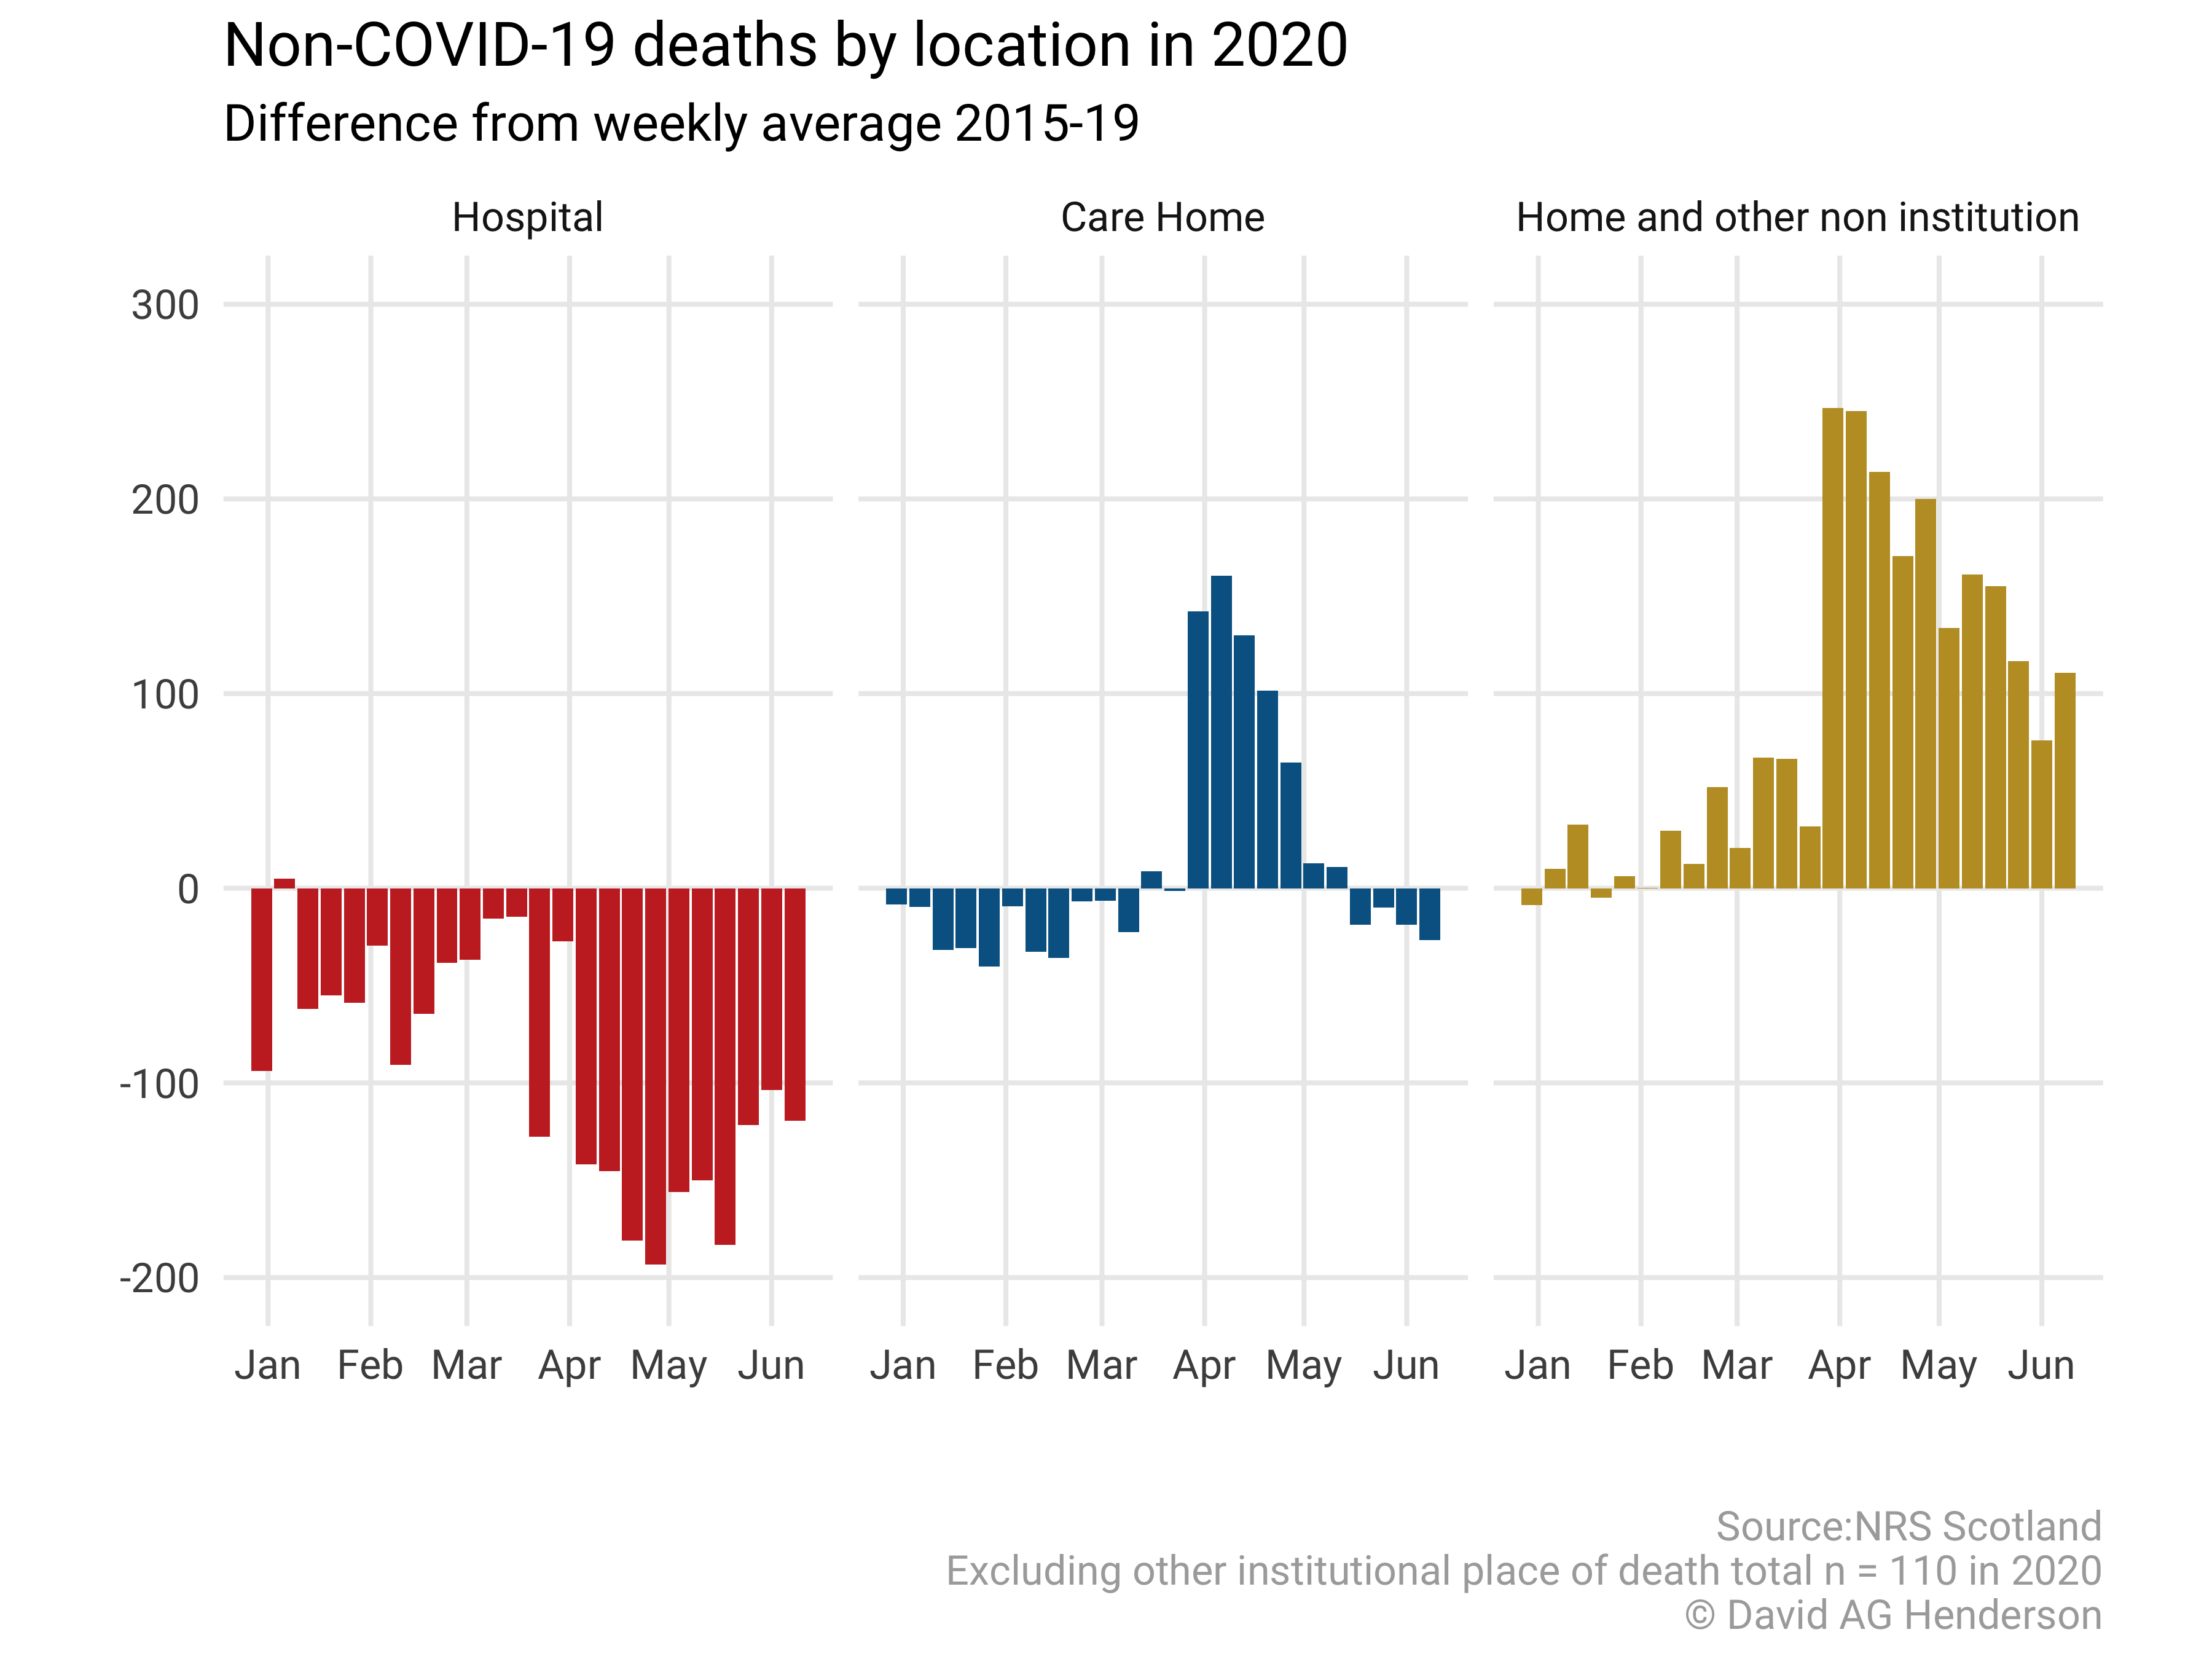 Non-COVID-19 deaths by location in 2020
Difference from weekly average 2015-19
Hospital
Care Home
Home and other non institution
300
200
100
0
-100
-200
Jan Feb Mar Apr May Jun
Jan Feb Mar Apr May Jun
Jan Feb Mar Apr May Jun
Source:NRS Scotland
Excluding other institutional place of death total n = 110 in 2020
© David AG Henderson